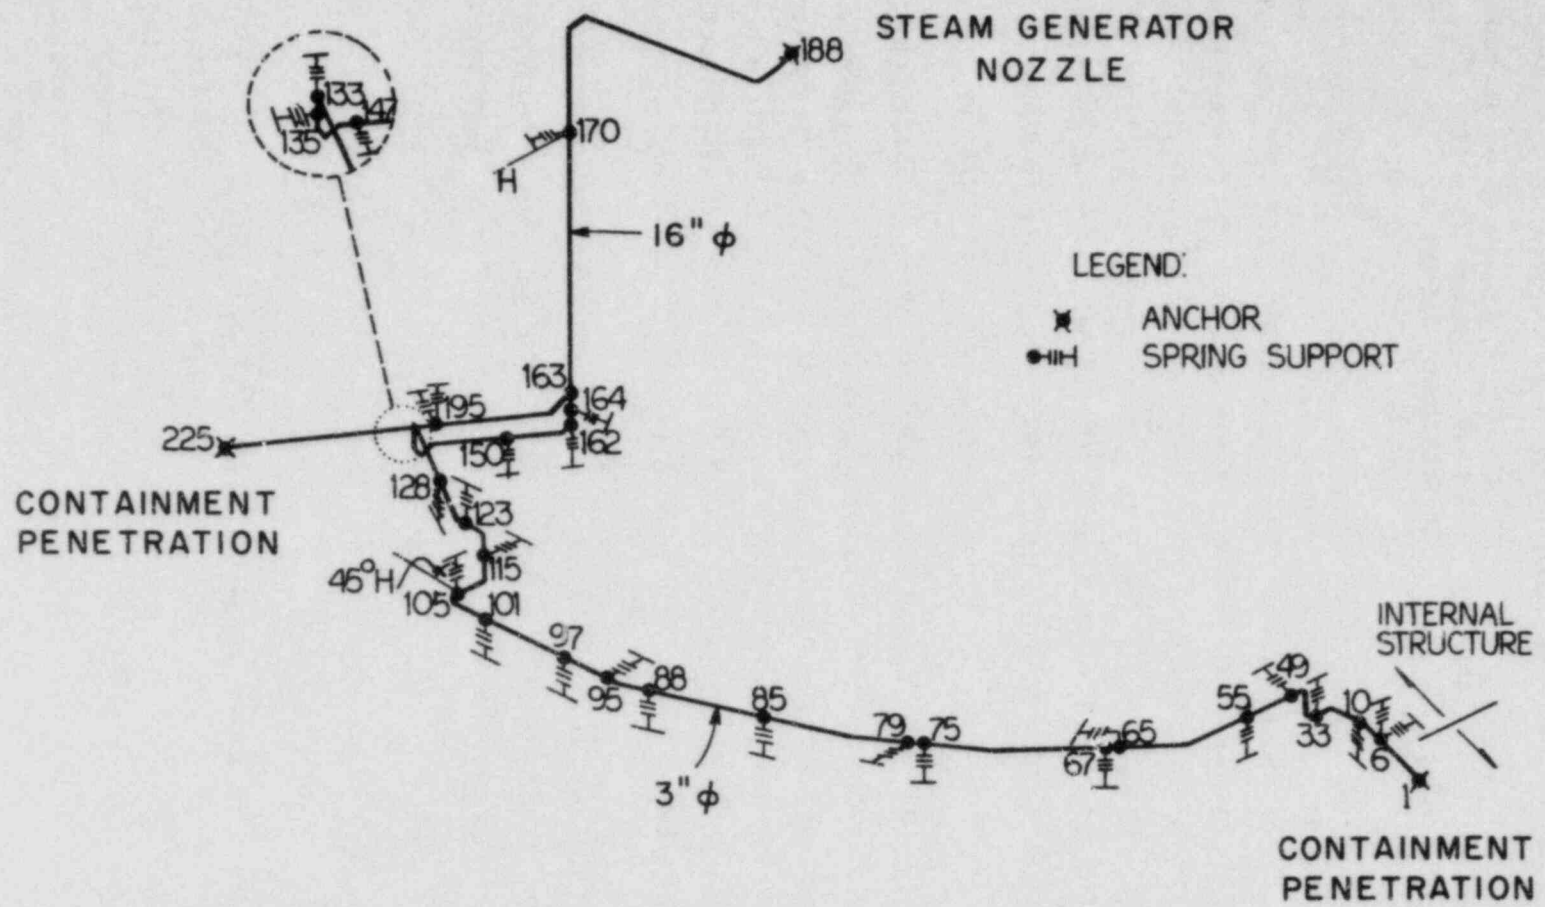 STEAM GENERATOR
NOZZLE
188
133
147
135
170
H
16" φ
LEGEND:
ANCHOR
SPRING SUPPORT
163
164
195
225
150
162
CONTAINMENT
PENETRATION
128
123
115
45°H
105
101
97
95
88
85
79
75
67
65
55
49
33
10
6
1
3" φ
INTERNAL
STRUCTURE
CONTAINMENT
PENETRATION